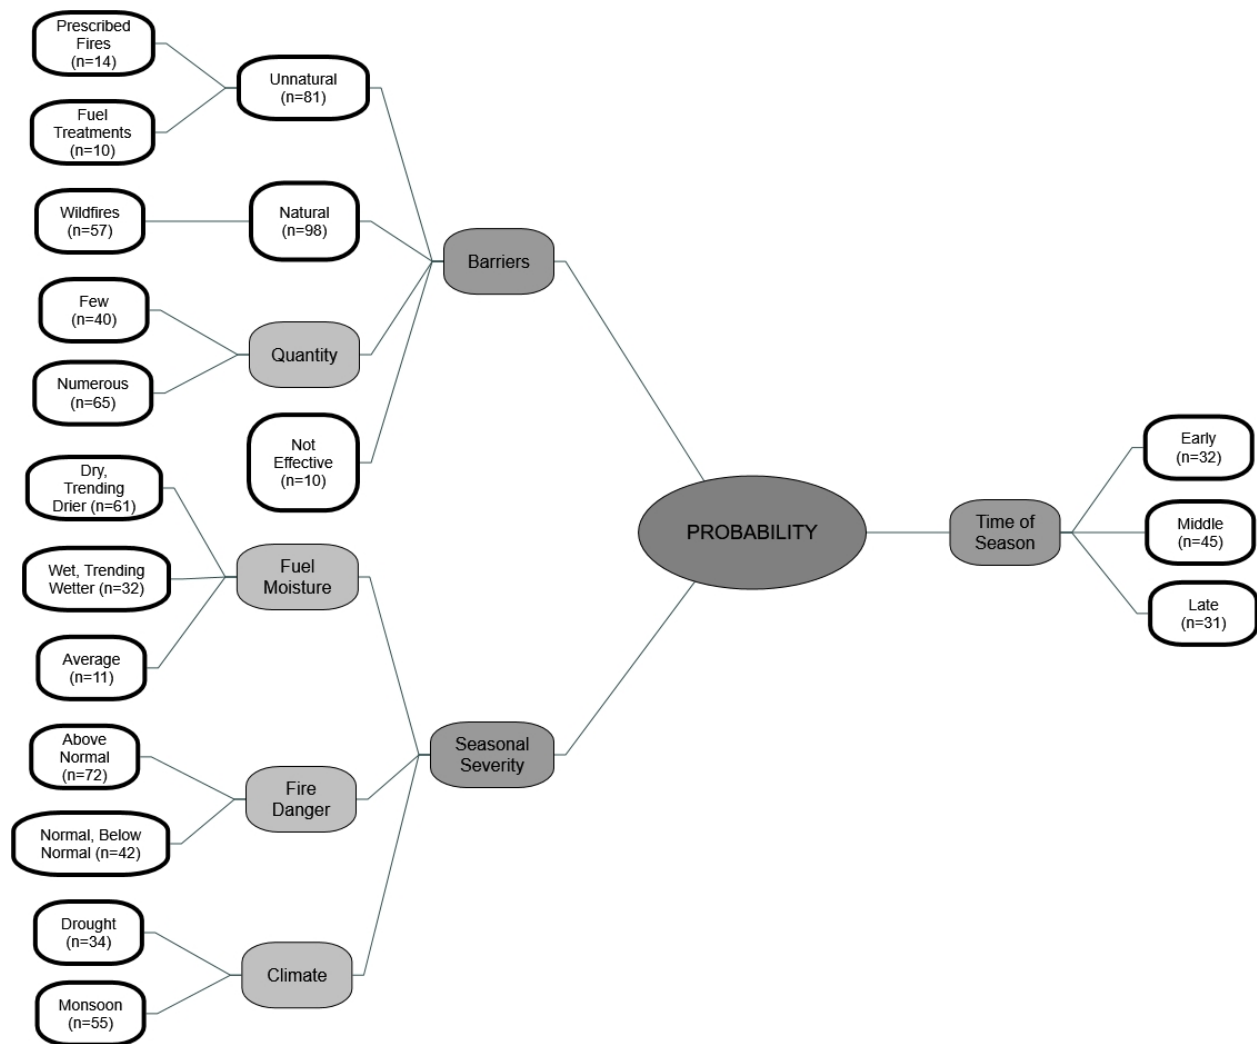 Prescribed
Fires
(n=14)
Unnatural
(n=81)
Fuel
Treatments
(n=10)
Wildfires
(n=57)
Natural
(n=98)
Barriers
Few
(n=40)
Quantity
Numerous
(n=65)
Not
Effective
(n=10)
Dry,
Trending
Drier (n=61)
Fuel
Moisture
Wet, Trending
Wetter (n=32)
Average
(n=11)
Above
Normal
(n=72)
Seasonal
Severity
Fire
Danger
Normal, Below
Normal (n=42)
Drought
(n=34)
Climate
Monsoon
(n=55)
PROBABILITY
Time of
Season
Early
(n=32)
Middle
(n=45)
Late
(n=31)